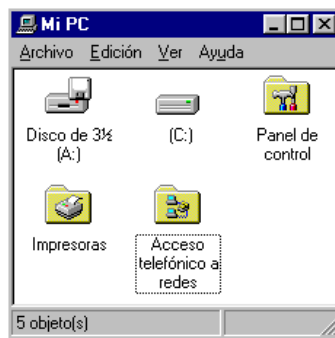 Mi PC
Archivo Edición Ver Ayuda
Disco de 3½ (A:)
(C:)
Panel de control
Impresoras
Acceso telefónico a redes
5 objeto(s)